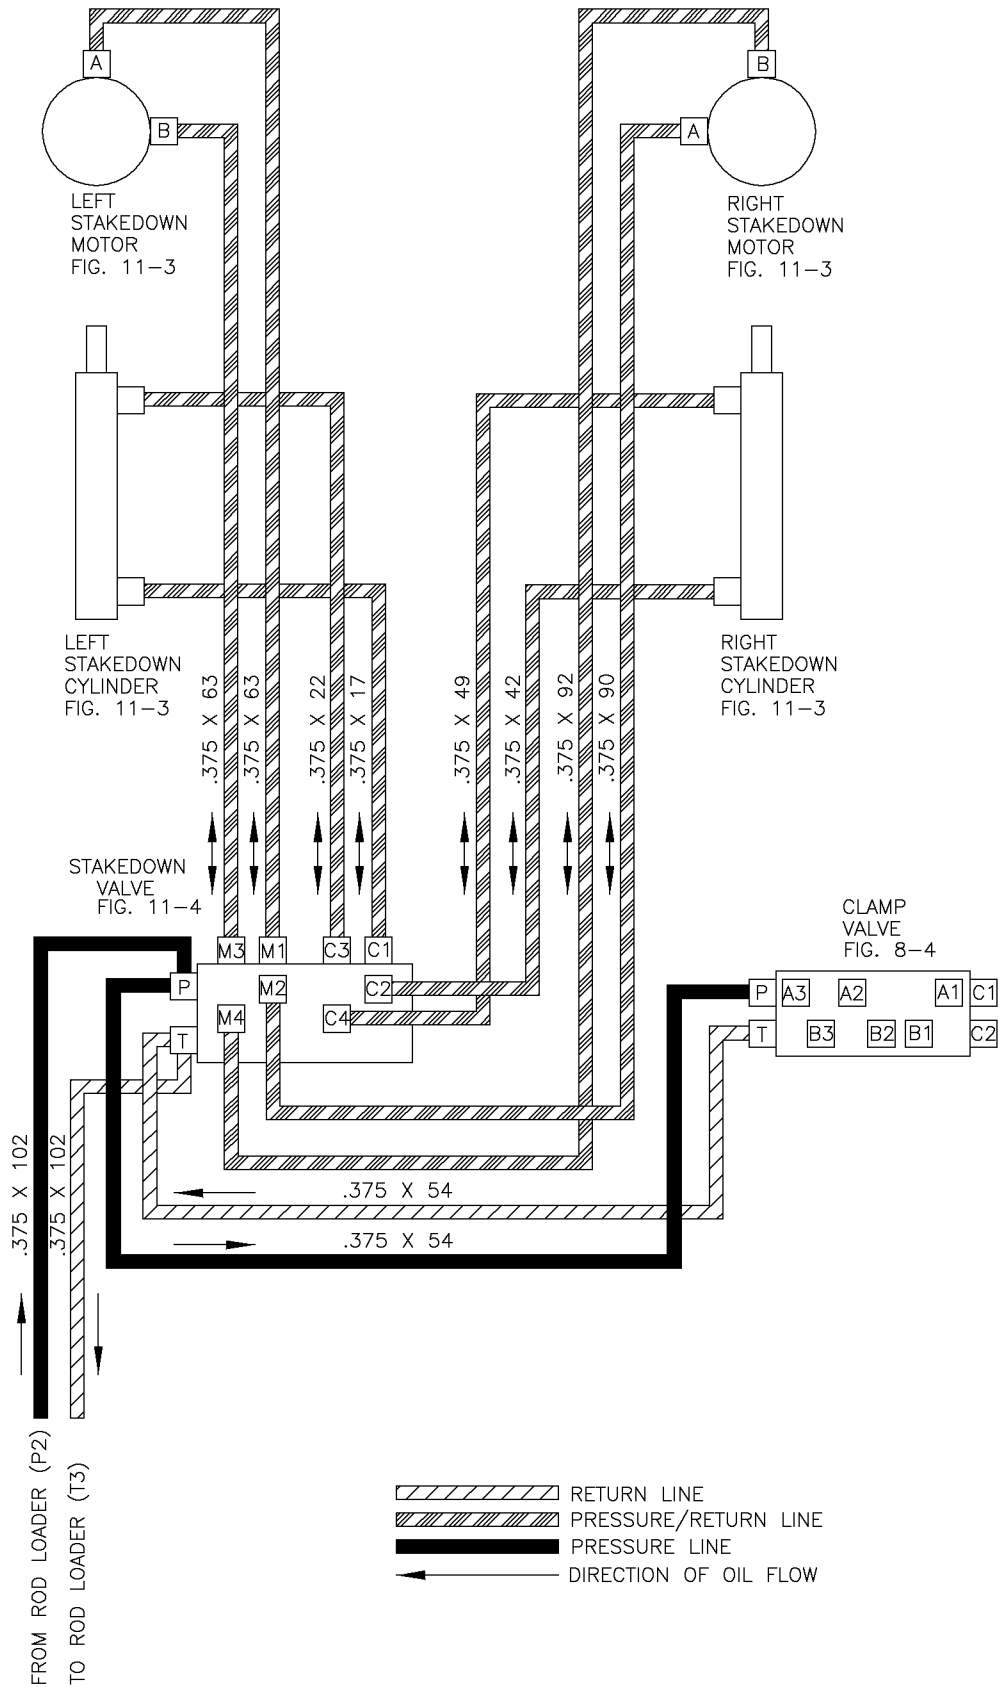 A
B
B
A
LEFT
STAKEDOWN
MOTOR
FIG. 11-3
RIGHT
STAKEDOWN
MOTOR
FIG. 11-3
LEFT
STAKEDOWN
CYLINDER
FIG. 11-3
RIGHT
STAKEDOWN
CYLINDER
FIG. 11-3
.375 X 63
.375 X 63
.375 X 22
.375 X 17
.375 X 49
.375 X 42
.375 X 92
.375 X 90
STAKEDOWN
VALVE
FIG. 11-4
CLAMP
VALVE
FIG. 8-4
M3 M1 C3 C1
P M2 C2
M4 C4
T
P A3 A2 A1 C1
T B3 B2 B1 C2
.375 X 102
.375 X 102
.375 X 54
.375 X 54
FROM ROD LOADER (P2)
TO ROD LOADER (T3)
RETURN LINE
PRESSURE/RETURN LINE
PRESSURE LINE
DIRECTION OF OIL FLOW